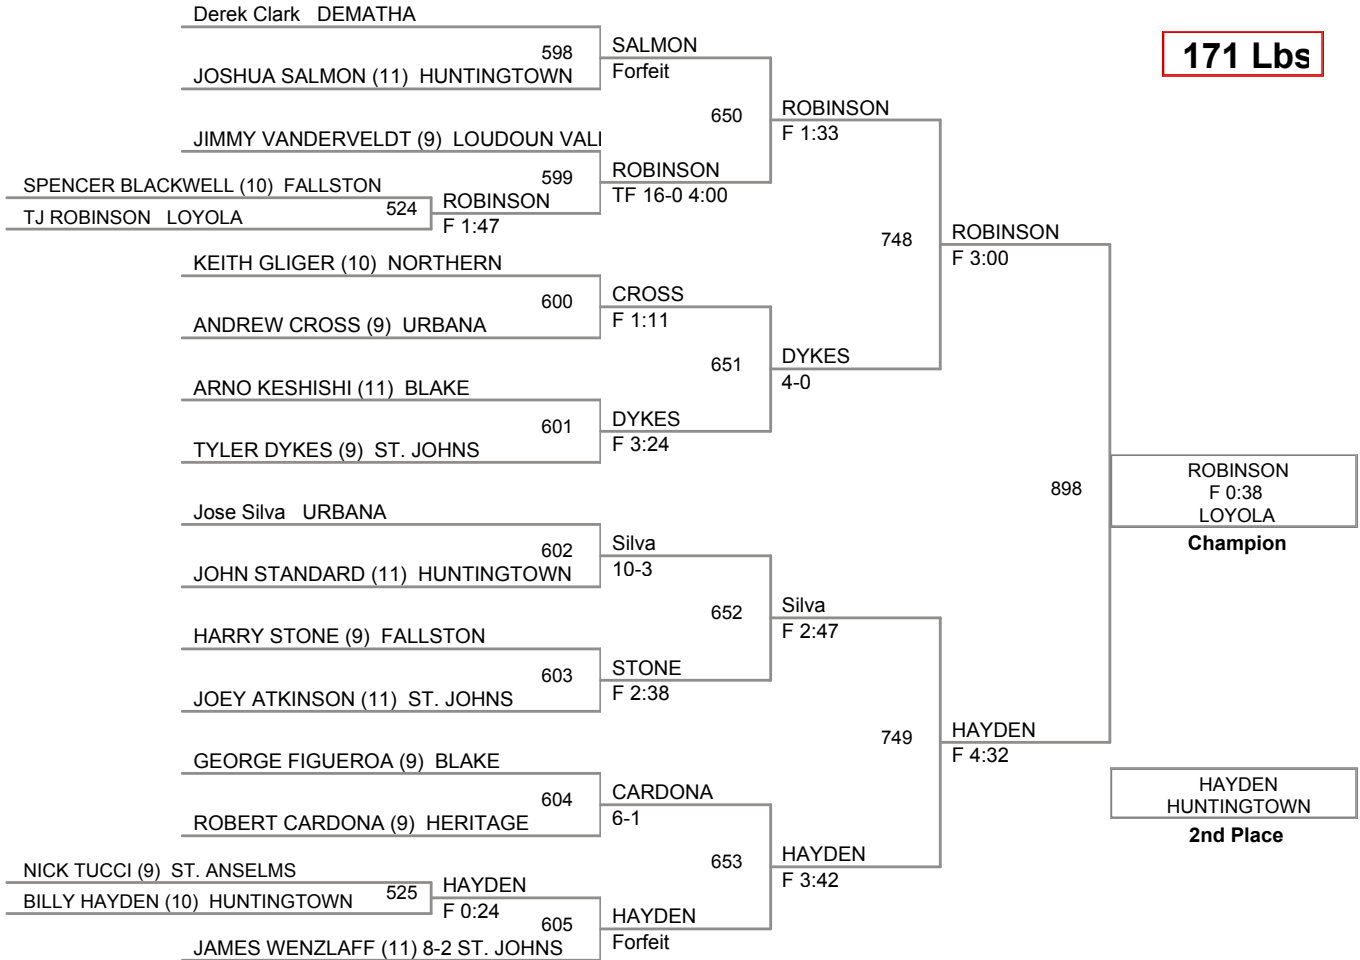 Derek Clark DEMATHA
171 Lbs
598
SALMON
Forfeit
JOSHUA SALMON (11) HUNTINGTOWN
650
ROBINSON
F 1:33
JIMMY VANDERVELDT (9) LOUDOUN VALL
599
ROBINSON
TF 16-0 4:00
SPENCER BLACKWELL (10) FALLSTON
524
ROBINSON
F 1:47
TJ ROBINSON LOYOLA
748
ROBINSON
F 3:00
KEITH GLIGER (10) NORTHERN
600
CROSS
F 1:11
ANDREW CROSS (9) URBANA
651
DYKES
4-0
ARNO KESHISHI (11) BLAKE
601
DYKES
F 3:24
TYLER DYKES (9) ST. JOHNS
898
ROBINSON
F 0:38
LOYOLA
Champion
Jose Silva URBANA
602
Silva
10-3
JOHN STANDARD (11) HUNTINGTOWN
652
Silva
F 2:47
HARRY STONE (9) FALLSTON
603
STONE
F 2:38
JOEY ATKINSON (11) ST. JOHNS
749
HAYDEN
F 4:32
GEORGE FIGUEROA (9) BLAKE
604
CARDONA
6-1
ROBERT CARDONA (9) HERITAGE
HAYDEN
HUNTINGTOWN
2nd Place
653
HAYDEN
F 3:42
NICK TUCCI (9) ST. ANSELMS
525
HAYDEN
F 0:24
BILLY HAYDEN (10) HUNTINGTOWN
605
HAYDEN
Forfeit
JAMES WENZLAFF (11) 8-2 ST. JOHNS